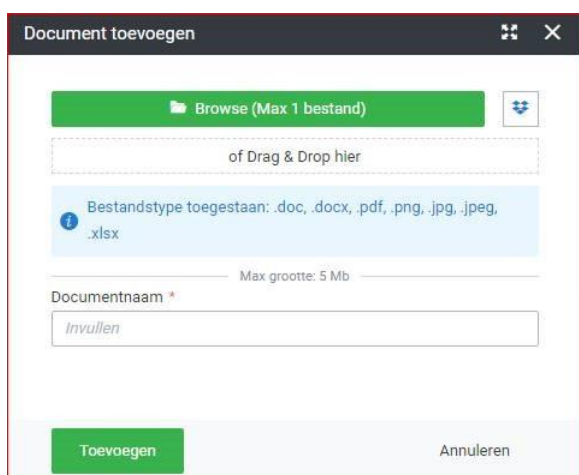 Document toevoegen
Browse (Max 1 bestand)
of Drag & Drop hier
Bestandstype toegestaan: .doc, .docx, .pdf, .png, .jpg, .jpeg,
.xlsx
Max grootte: 5 Mb
Documentnaam *
Invullen
Toevoegen
Annuleren